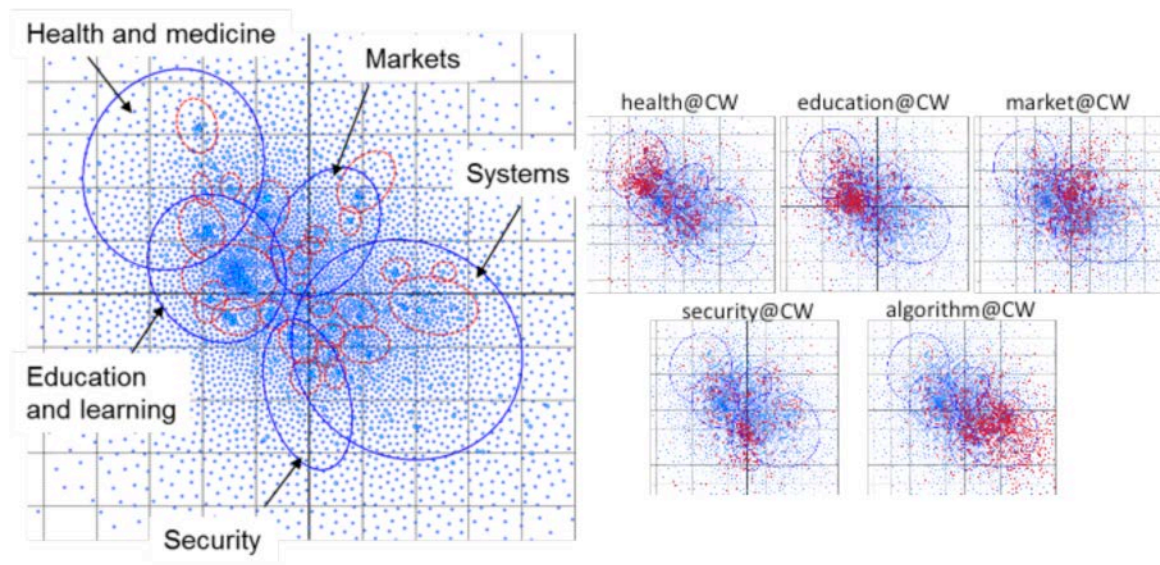 Health and medicine
Markets
Systems
Education
and learning
Security
health@CW
education@CW
market@CW
security@CW
algorithm@CW